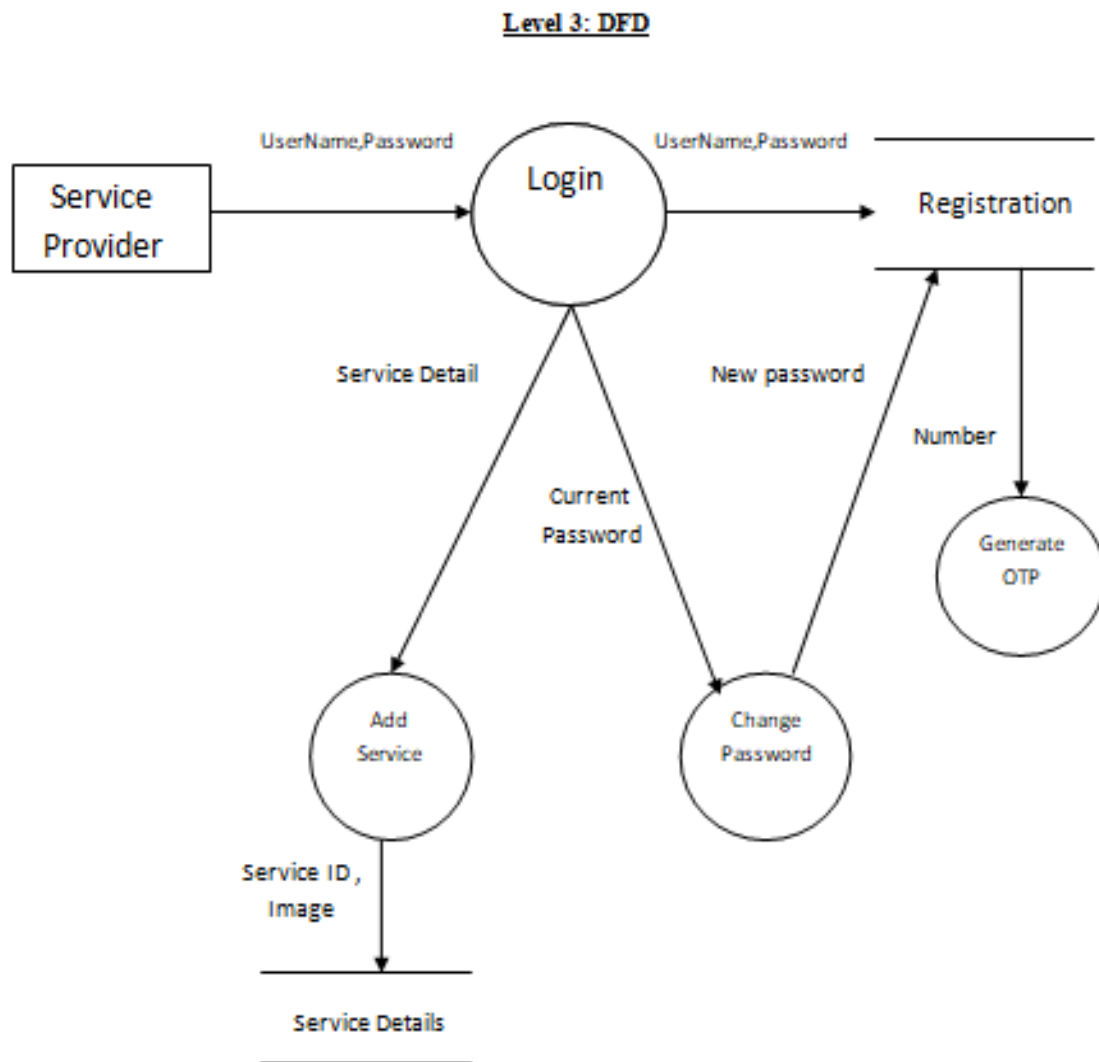 Level 3: DFD
UserName,Password
UserName,Password
Service
Provider
Login
Registration
Service Detail
New password
Number
Current
Password
Generate
OTP
Add
Service
Change
Password
Service ID ,
Image
Service Details